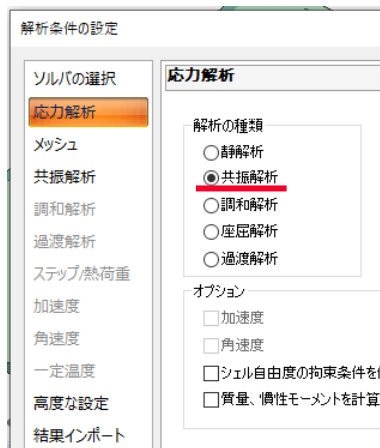 解析条件の設定
ソルバの選択
応力解析
メッシュ
共振解析
調和解析
過渡解析
ステップ/熱荷重
加速度
角速度
一定温度
高度な設定
結果インポート
応力解析
解析の種類
静解析
共振解析
調和解析
座屈解析
過渡解析
オプション
加速度
角速度
シェル自由度の拘束条件を
質量、慣性モーメントを計算